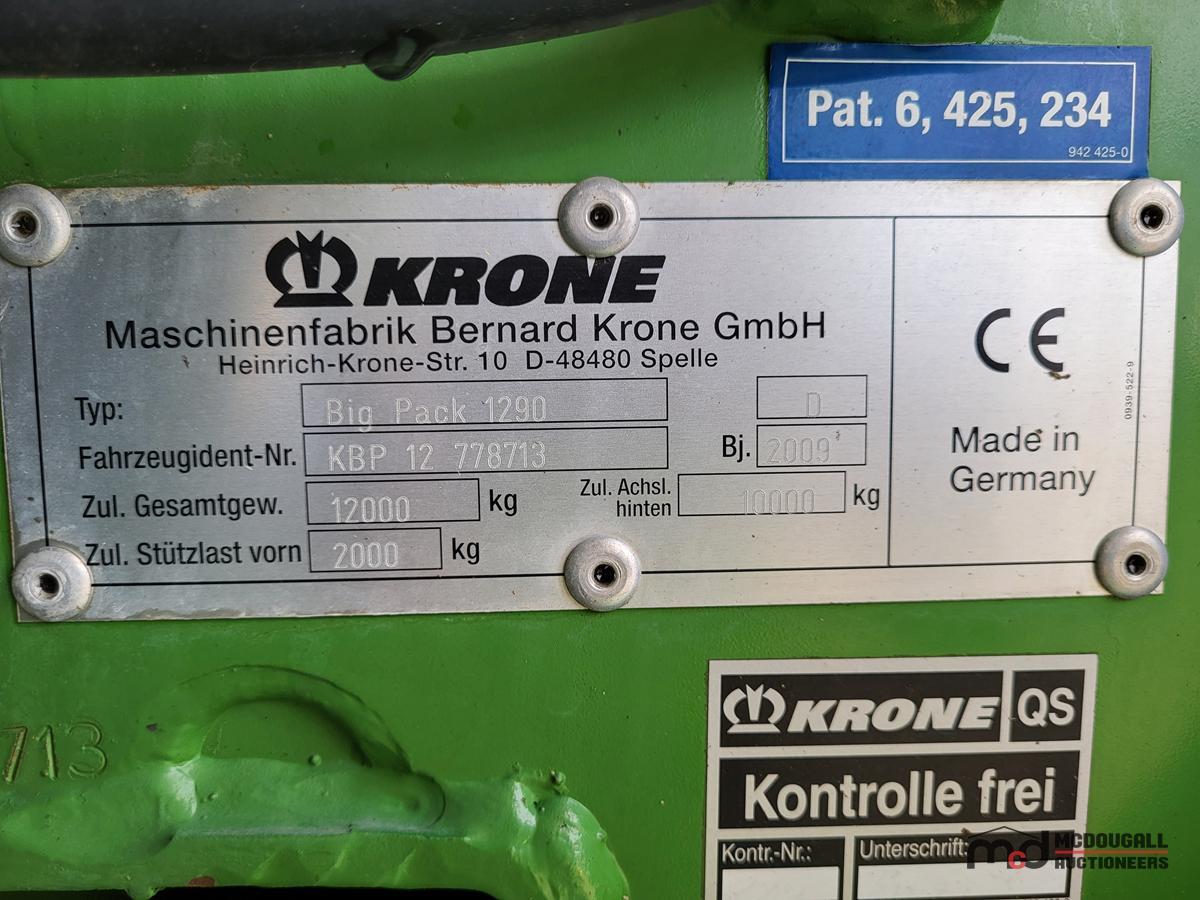 Pat. 6, 425, 234
942 425-0
KRONE
Maschinenfabrik Bernard Krone GmbH
Heinrich-Krone-Str. 10 D-48480 Spelle
Typ: Big Pack 1290 D
Fahrzeugident-Nr. KBP 12 778713 Bj. 2009
Zul. Gesamtgew. 12000 kg Zul. Achsl. hinten 10000 kg
Zul. Stützlast vorn 2000 kg
CE
Made in
Germany
0939-522-9
713
KRONE QS
Kontrolle frei
Kontr.-Nr.: Unterschrift:
mcd MCDOUGALL
AUCTIONEERS